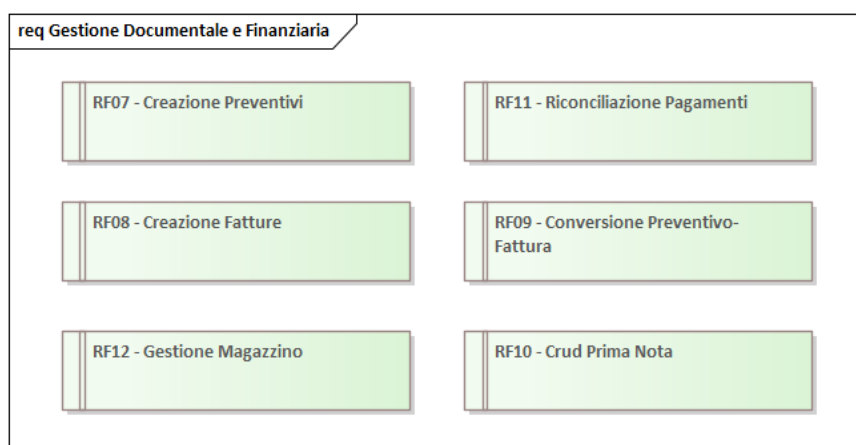 req Gestione Documentale e Finanziaria
RF07 - Creazione Preventivi
RF11 - Riconciliazione Pagamenti
RF08 - Creazione Fatture
RF09 - Conversione Preventivo-
Fattura
RF12 - Gestione Magazzino
RF10 - Crud Prima Nota